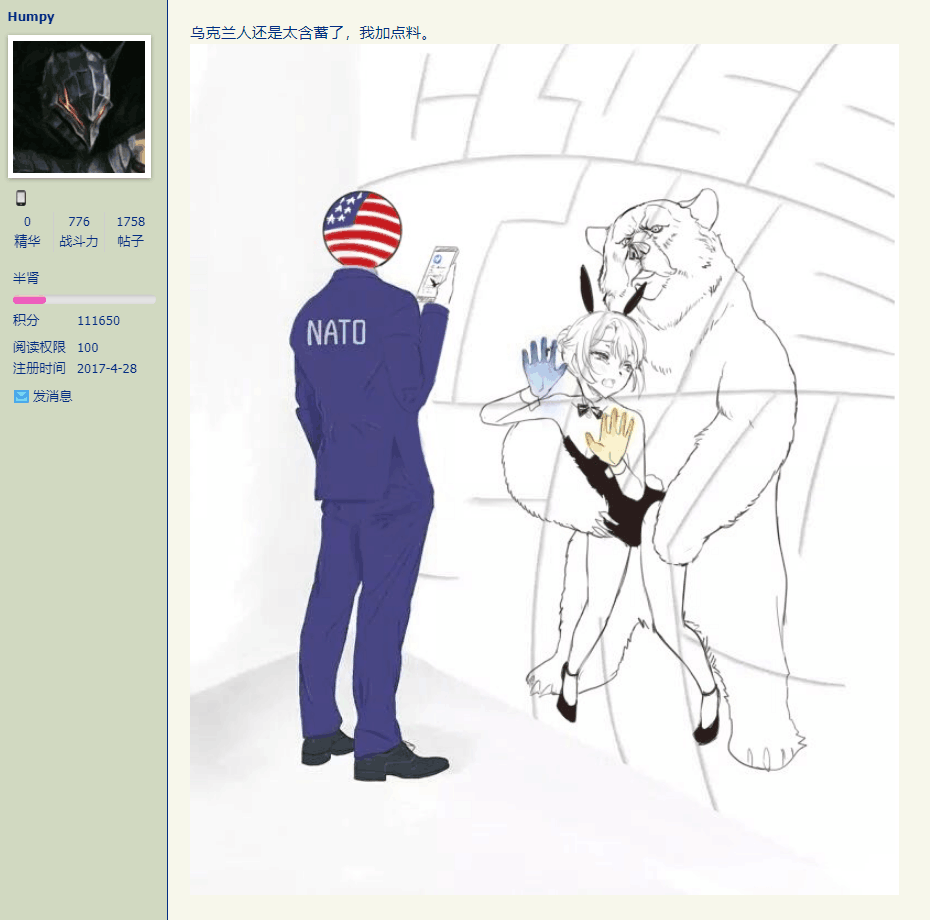 Humpy
乌克兰人还是太含蓄了，我加点料。
0 776 1758
精华 战斗力 帖子
半肾
积分 111650
阅读权限 100
注册时间 2017-4-28
发消息
NATO